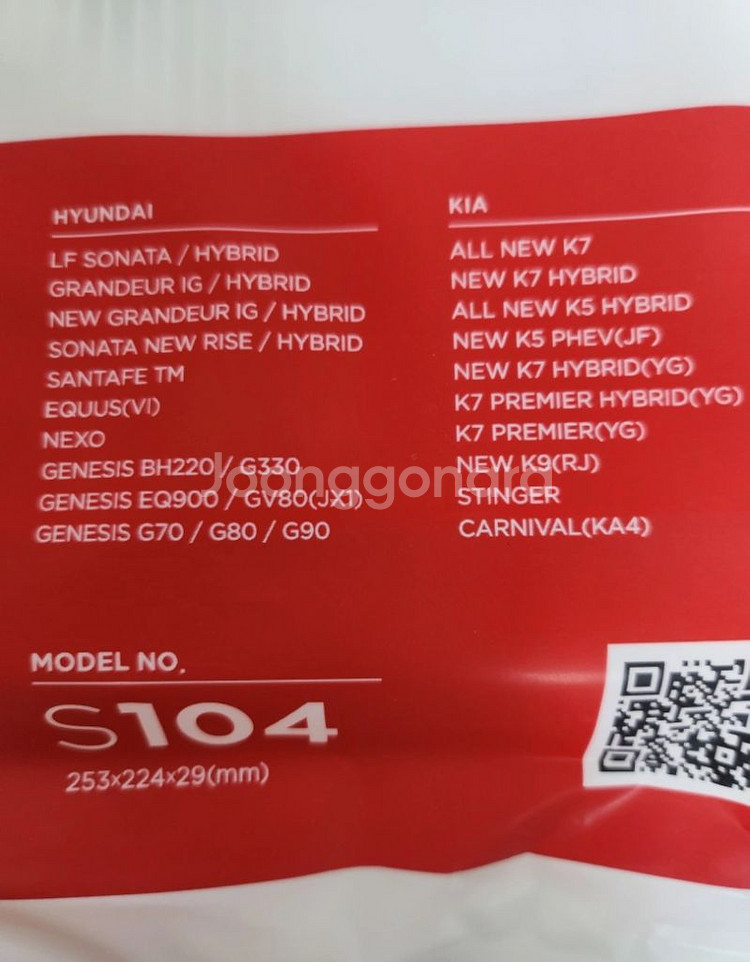 HYUNDAI
LF SONATA / HYBRID
GRANDEUR IG / HYBRID
NEW GRANDEUR IG / HYBRID
SONATA NEW RISE / HYBRID
SANTAFE TM
EQUUS(VI)
NEXO
GENESIS BH220 / G330
GENESIS EQ900 / GV80(JX1)
GENESIS G70 / G80 / G90
KIA
ALL NEW K7
NEW K7 HYBRID
ALL NEW K5 HYBRID
NEW K5 PHEV(JF)
NEW K7 HYBRID(YG)
K7 PREMIER HYBRID(YG)
K7 PREMIER(YG)
NEW K9(RJ)
STINGER
CARNIVAL(KA4)
Joonggonara
MODEL NO.
S104
253x224x29(mm)